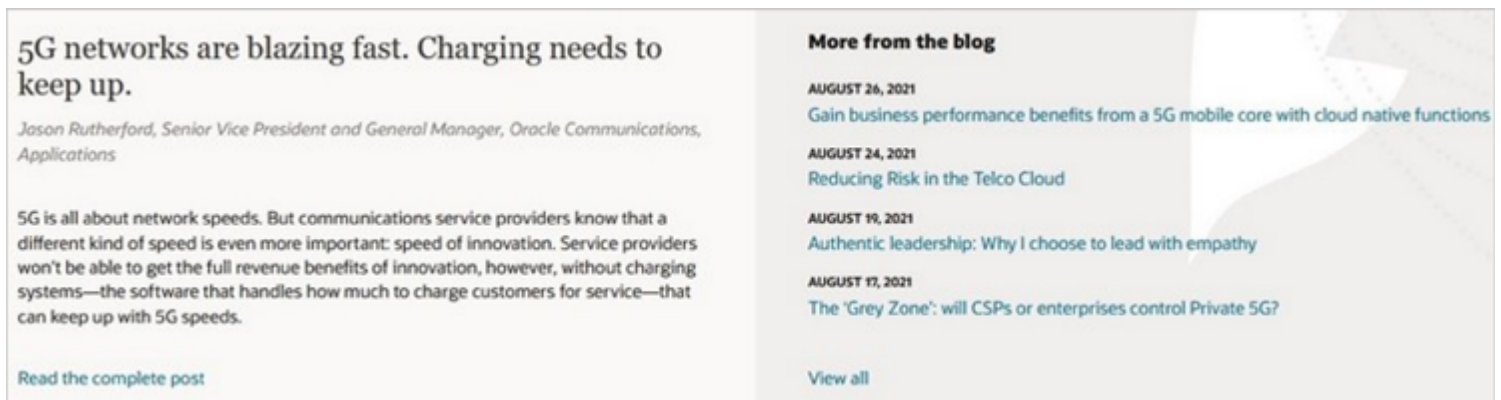 5G networks are blazing fast. Charging needs to
keep up.
Jason Rutherford, Senior Vice President and General Manager, Oracle Communications,
Applications
5G is all about network speeds. But communications service providers know that a
different kind of speed is even more important: speed of innovation. Service providers
won't be able to get the full revenue benefits of innovation, however, without charging
systems—the software that handles how much to charge customers for service—that
can keep up with 5G speeds.
Read the complete post
More from the blog
AUGUST 26, 2021
Gain business performance benefits from a 5G mobile core with cloud native functions
AUGUST 24, 2021
Reducing Risk in the Telco Cloud
AUGUST 19, 2021
Authentic leadership: Why I choose to lead with empathy
AUGUST 17, 2021
The 'Grey Zone': will CSPs or enterprises control Private 5G?
View all